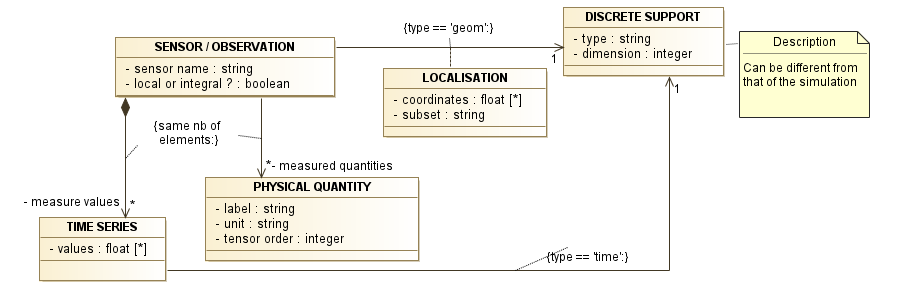 DISCRETE SUPPORT
- type : string
- dimension : integer
Description
Can be different from
that of the simulation
{type == 'geom':}
1
SENSOR / OBSERVATION
- sensor name : string
- local or integral ? : boolean
LOCALISATION
- coordinates : float [*]
- subset : string
1
{same nb of
elements:}
*- measured quantities
PHYSICAL QUANTITY
- label : string
- unit : string
- tensor order : integer
- measure values *
TIME SERIES
- values : float [*]
{type == 'time':}